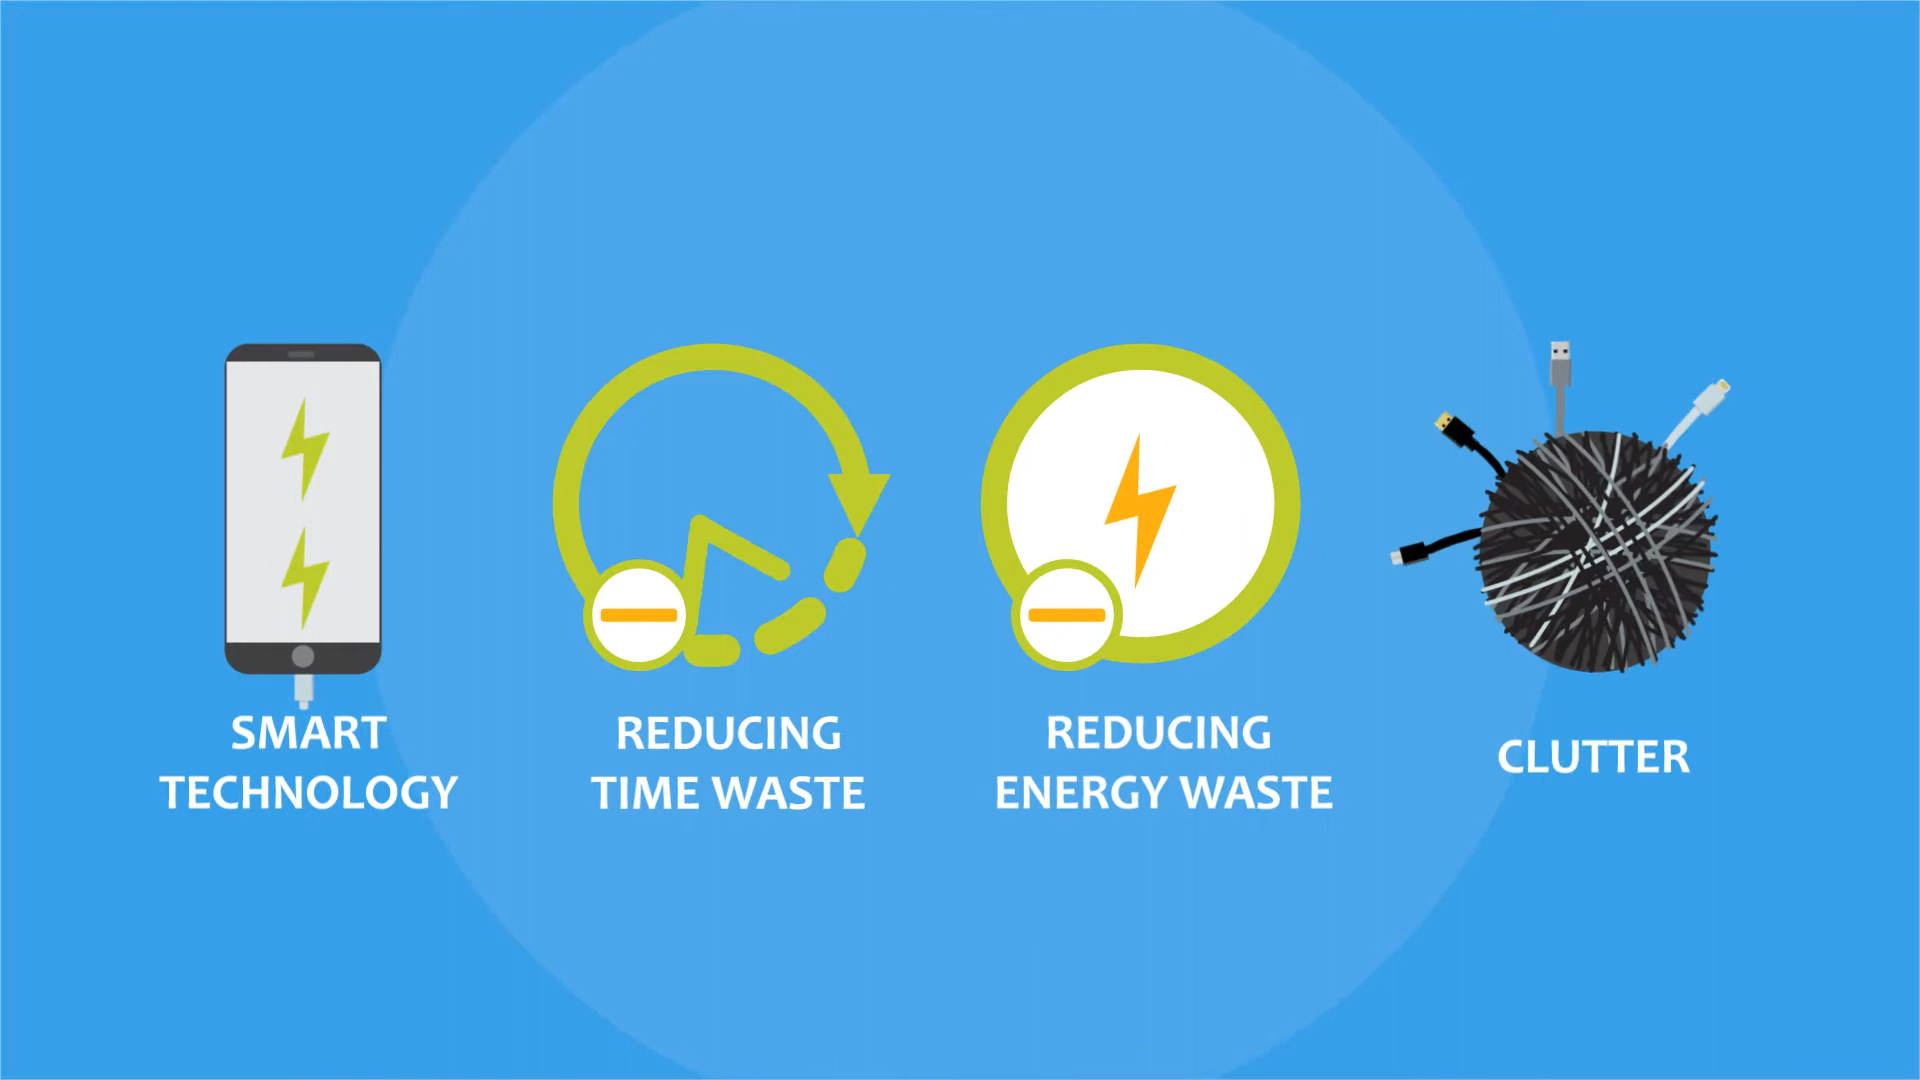 SMART
TECHNOLOGY
REDUCING
TIME WASTE
REDUCING
ENERGY WASTE
CLUTTER